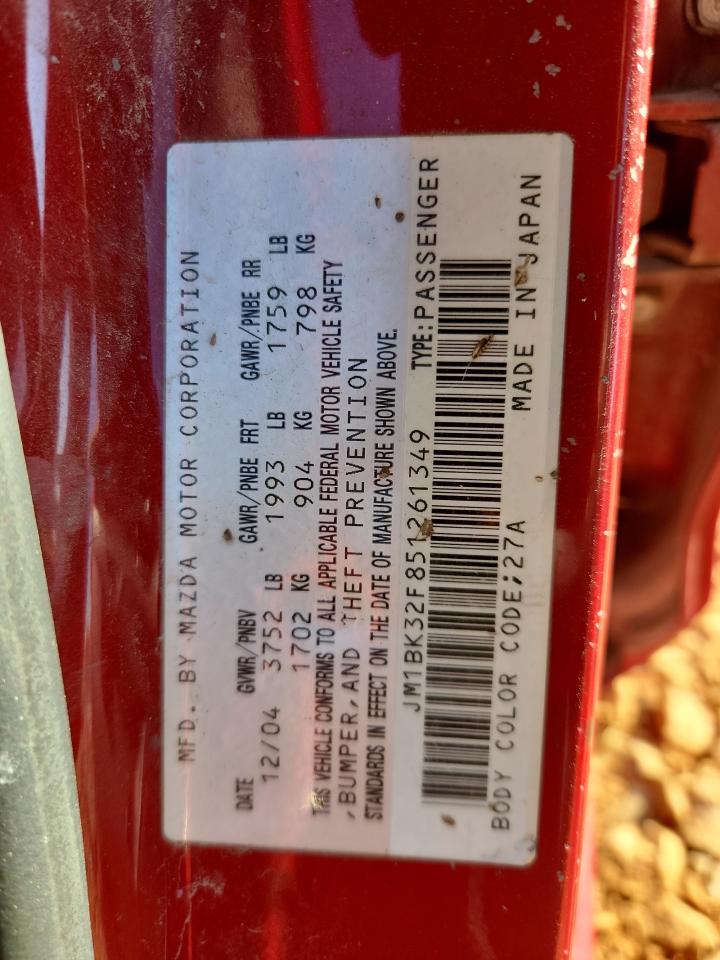 MFD. BY MAZDA MOTOR CORPORATION
DATE GVWR/PNBV GAWR/PNBE FRT GAWR/PNBE RR
12/04 3752 LB 1993 LB 1759 LB
1702 KG 904 KG 798 KG
THIS VEHICLE CONFORMS TO ALL APPLICABLE FEDERAL MOTOR VEHICLE SAFETY
,BUMPER,AND THEFT PREVENTION
STANDARDS IN EFFECT ON THE DATE OF MANUFACTURE SHOWN ABOVE.
JM1BK32F851261349 TYPE:PASSENGER
BODY COLOR CODE;27A MADE IN JAPAN